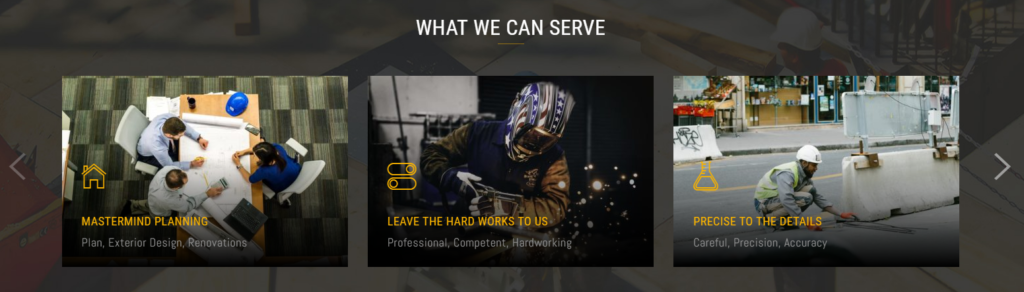 WHAT WE CAN SERVE
MASTERMIND PLANNING
Plan, Exterior Design, Renovations
LEAVE THE HARD WORKS TO US
Professional, Competent, Hardworking
PRECISE TO THE DETAILS
Careful, Precision, Accuracy